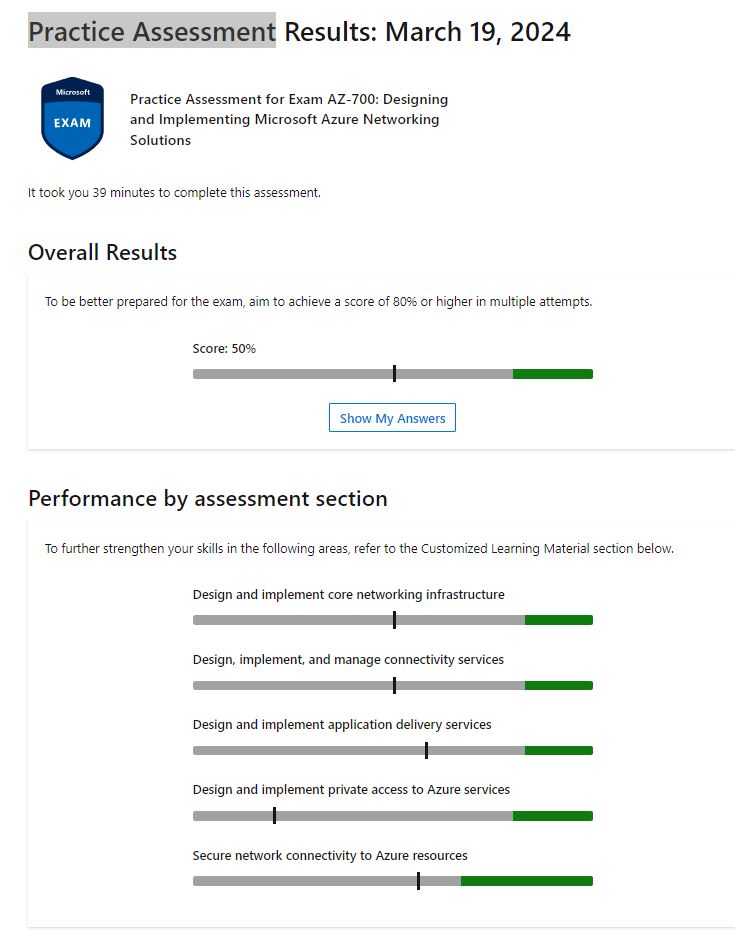 Practice Assessment Results: March 19, 2024
Microsoft
EXAM
Practice Assessment for Exam AZ-700: Designing
and Implementing Microsoft Azure Networking
Solutions
It took you 39 minutes to complete this assessment.
Overall Results
To be better prepared for the exam, aim to achieve a score of 80% or higher in multiple attempts.
Score: 50%
Show My Answers
Performance by assessment section
To further strengthen your skills in the following areas, refer to the Customized Learning Material section below.
Design and implement core networking infrastructure
Design, implement, and manage connectivity services
Design and implement application delivery services
Design and implement private access to Azure services
Secure network connectivity to Azure resources